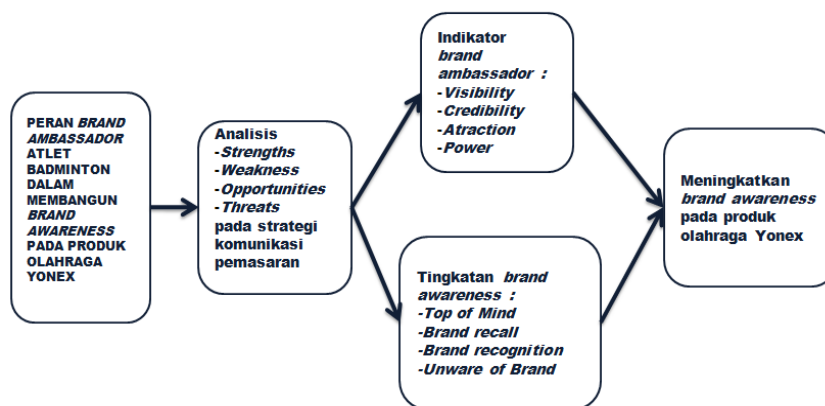 PERAN BRAND
AMBASSADOR
ATLET
BADMINTON
DALAM
MEMBANGUN
BRAND
AWARENESS
PADA PRODUK
OLAHRAGA
YONEX
Analisis
-Strengths
-Weakness
-Opportunities
-Threats
pada strategi
komunikasi
pemasaran
Indikator
brand
ambassador :
-Visibility
-Credibility
-Atraction
-Power
Tingkatan brand
awareness :
-Top of Mind
-Brand recall
-Brand recognition
-Unware of Brand
Meningkatkan
brand awareness
pada produk
olahraga Yonex